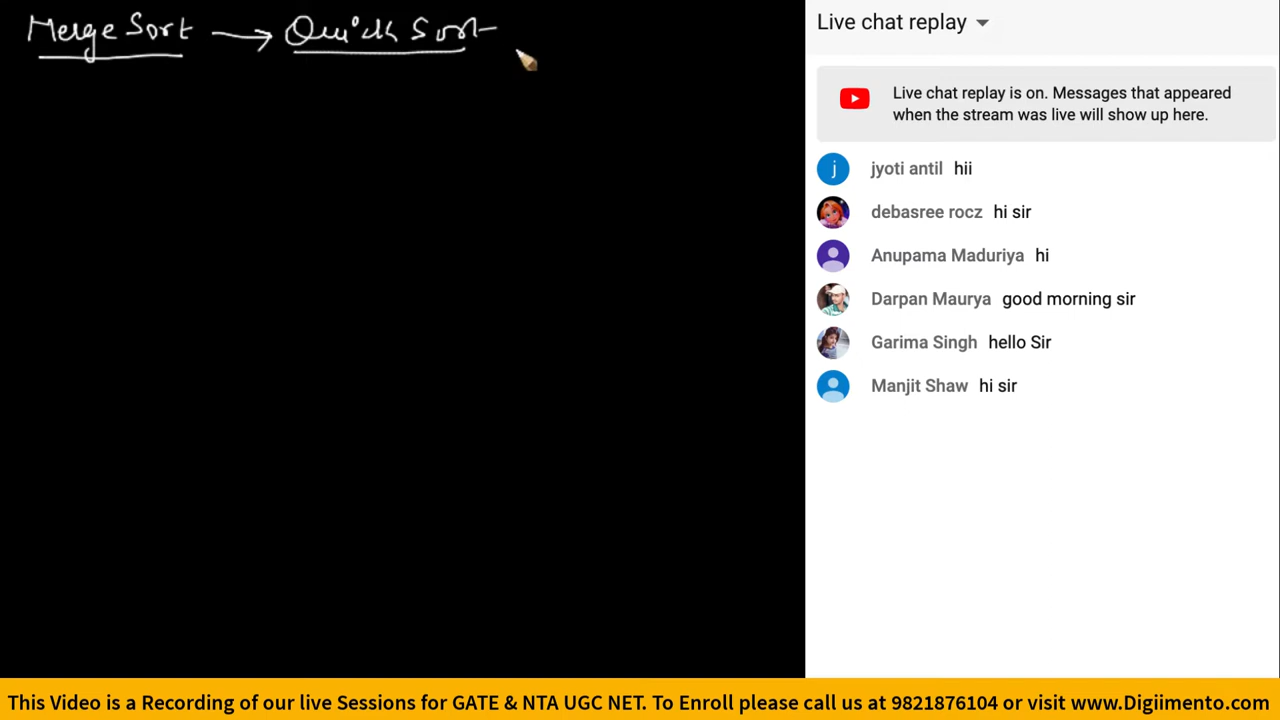 Merge Sort → Quick Sort
Live chat replay
Live chat replay is on. Messages that appeared
when the stream was live will show up here.
j jyoti antil hii
debasree rocz hi sir
Anupama Maduriya hi
Darpan Maurya good morning sir
Garima Singh hello Sir
Manjit Shaw hi sir
This Video is a Recording of our live Sessions for GATE & NTA UGC NET. To Enroll please call us at 9821876104 or visit www.Digiimento.com